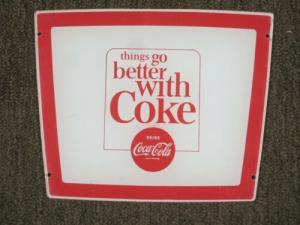 things go
better
with
Coke
DRINK
Coca-Cola